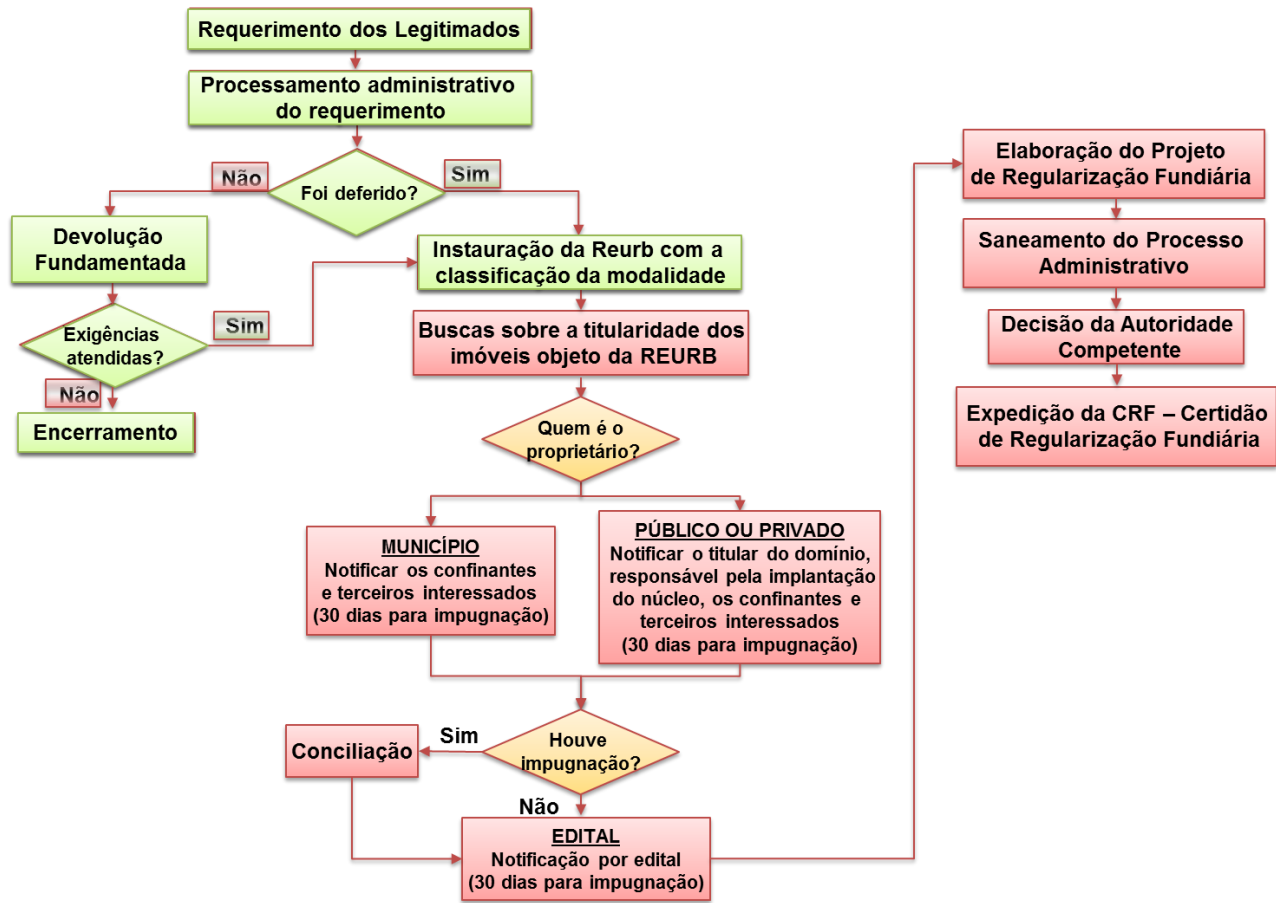 Requerimento dos Legitimados
Processamento administrativo
do requerimento
Não
Foi deferido?
Sim
Devolução
Fundamentada
Instauração da Reurb com a
classificação da modalidade
Exigências
atendidas?
Sim
Não
Encerramento
Buscas sobre a titularidade dos
imóveis objeto da REURB
Quem é o
proprietário?
MUNICÍPIO
Notificar os confinantes
e terceiros interessados
(30 dias para impugnação)
PÚBLICO OU PRIVADO
Notificar o titular do domínio,
responsável pela implantação
do núcleo, os confinantes e
terceiros interessados
(30 dias para impugnação)
Houve
impugnação?
Sim
Conciliação
Não
EDITAL
Notificação por edital
(30 dias para impugnação)
Elaboração do Projeto
de Regularização Fundiária
Saneamento do Processo
Administrativo
Decisão da Autoridade
Competente
Expedição da CRF – Certidão
de Regularização Fundiária